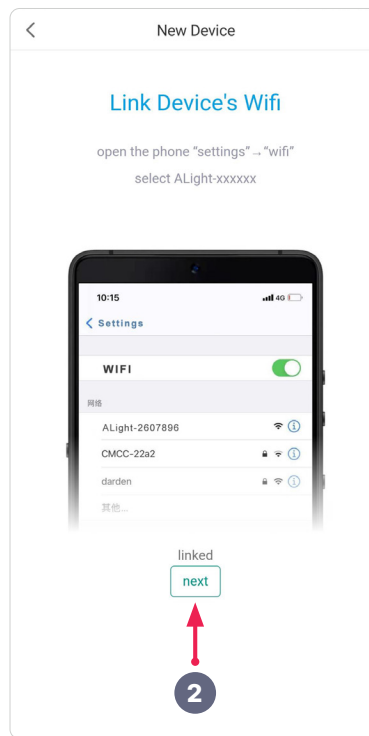 New Device
Link Device's Wifi
open the phone “settings”→“wifi”
select ALight-xxxxxx
10:15
4G
Settings
WIFI
网络
ALight-2607896
CMCC-22a2
darden
其他...
linked
next
2